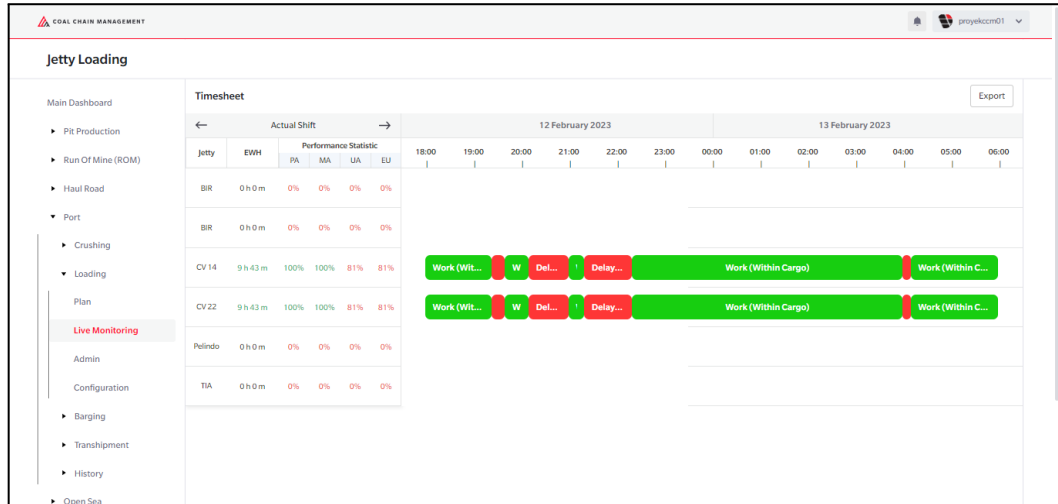 COAL CHAIN MANAGEMENT
proyekccm01
Jetty Loading
Main Dashboard
Pit Production
Run Of Mine (ROM)
Haul Road
Port
Crushing
Loading
Plan
Live Monitoring
Admin
Configuration
Barging
Transhipment
History
Open Sea
Timesheet
Export
← Actual Shift → 12 February 2023 13 February 2023
Jetty EWH Performance Statistic
PA MA UA EU
18:00 19:00 20:00 21:00 22:00 23:00 00:00 01:00 02:00 03:00 04:00 05:00 06:00
BIR 0 h 0 m 0% 0% 0% 0%
BIR 0 h 0 m 0% 0% 0% 0%
CV 14 9 h 43 m 100% 100% 81% 81% Work (Wit... W Del... Delay... Work (Within Cargo) Work (Within C...
CV 22 9 h 43 m 100% 100% 81% 81% Work (Wit... W Del... Delay... Work (Within Cargo) Work (Within C...
Pelindo 0 h 0 m 0% 0% 0% 0%
TIA 0 h 0 m 0% 0% 0% 0%